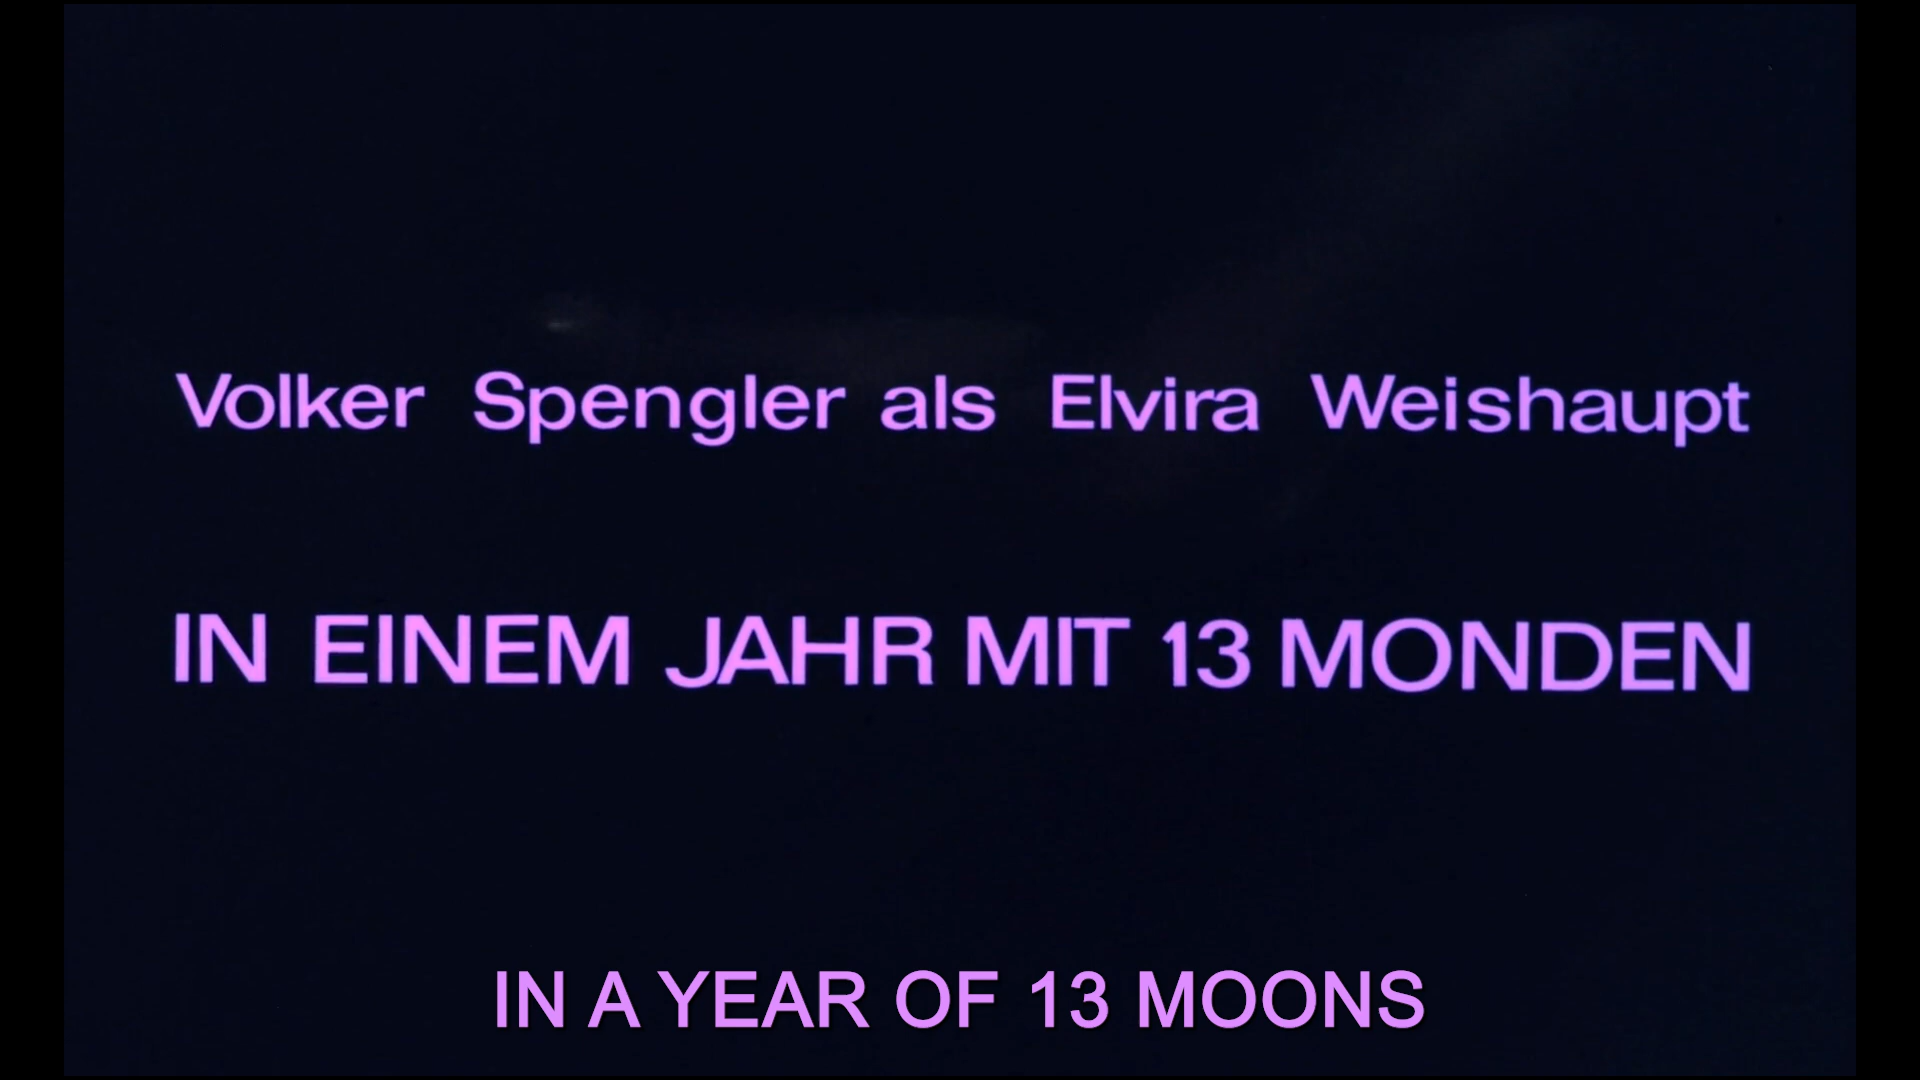 Volker Spengler als Elvira Weishaupt
IN EINEM JAHR MIT 13 MONDEN
IN A YEAR OF 13 MOONS